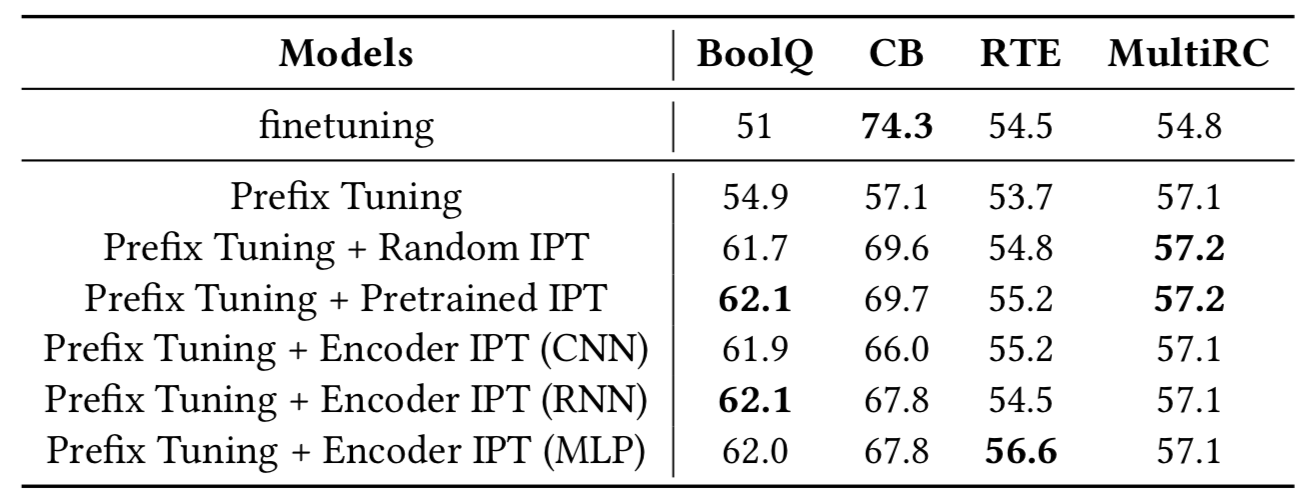 Models BoolQ CB RTE MultiRC
finetuning 51 74.3 54.5 54.8
Prefix Tuning 54.9 57.1 53.7 57.1
Prefix Tuning + Random IPT 61.7 69.6 54.8 57.2
Prefix Tuning + Pretrained IPT 62.1 69.7 55.2 57.2
Prefix Tuning + Encoder IPT (CNN) 61.9 66.0 55.2 57.1
Prefix Tuning + Encoder IPT (RNN) 62.1 67.8 54.5 57.1
Prefix Tuning + Encoder IPT (MLP) 62.0 67.8 56.6 57.1